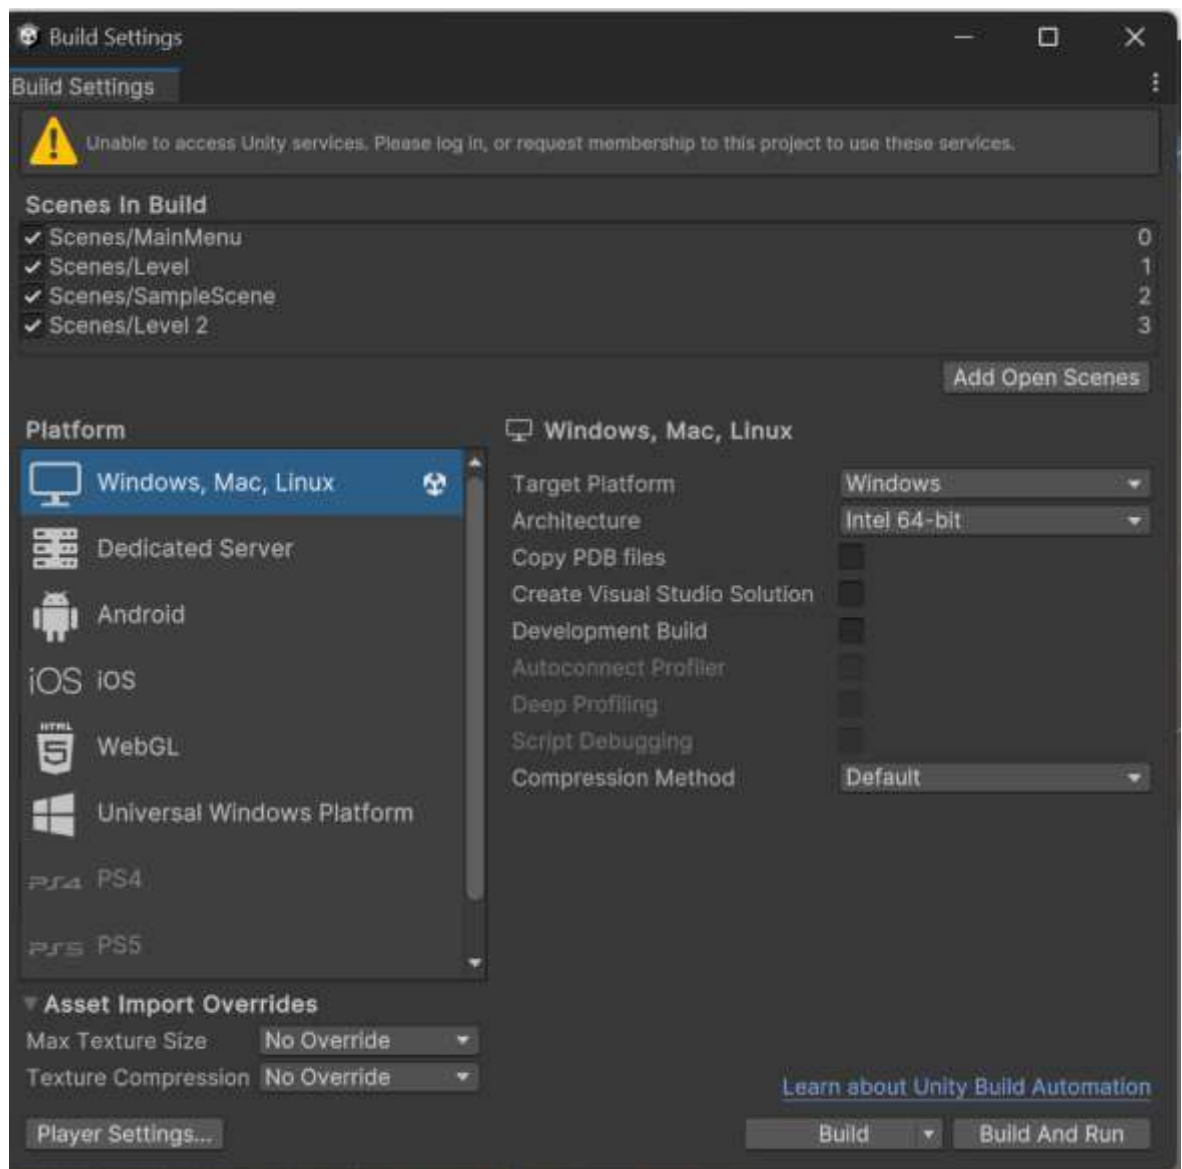 Build Settings
Build Settings
Unable to access Unity services. Please log in, or request membership to this project to use these services.
Scenes In Build
Scenes/MainMenu 0
Scenes/Level 1
Scenes/SampleScene 2
Scenes/Level 2 3
Add Open Scenes
Platform
Windows, Mac, Linux
Dedicated Server
Android
iOS iOS
HTML 5 WebGL
Universal Windows Platform
PS4 PS4
PS5 PS5
Windows, Mac, Linux
Target Platform Windows
Architecture Intel 64-bit
Copy PDB files
Create Visual Studio Solution
Development Build
Autoconnect Profiler
Deep Profiling
Script Debugging
Compression Method Default
Asset Import Overrides
Max Texture Size No Override
Texture Compression No Override
Learn about Unity Build Automation
Player Settings... Build Build And Run